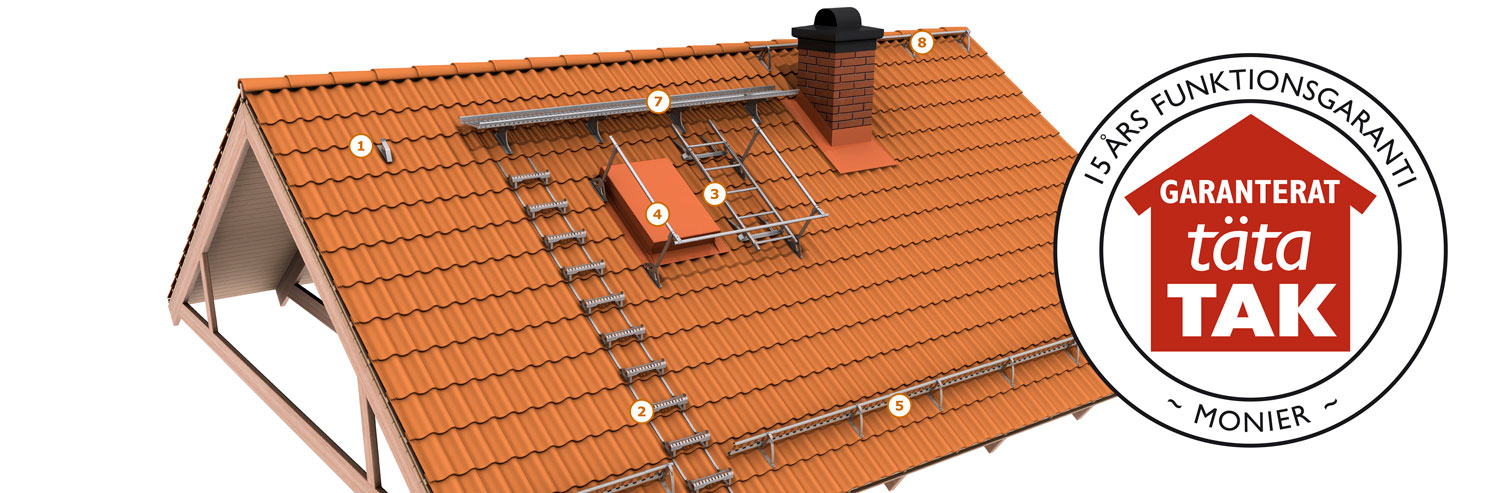 1
2
3
4
5
7
8
15 ÅRS FUNKTIONSGARANTI
GARANTERAT
täta
TAK
~ MONIER ~